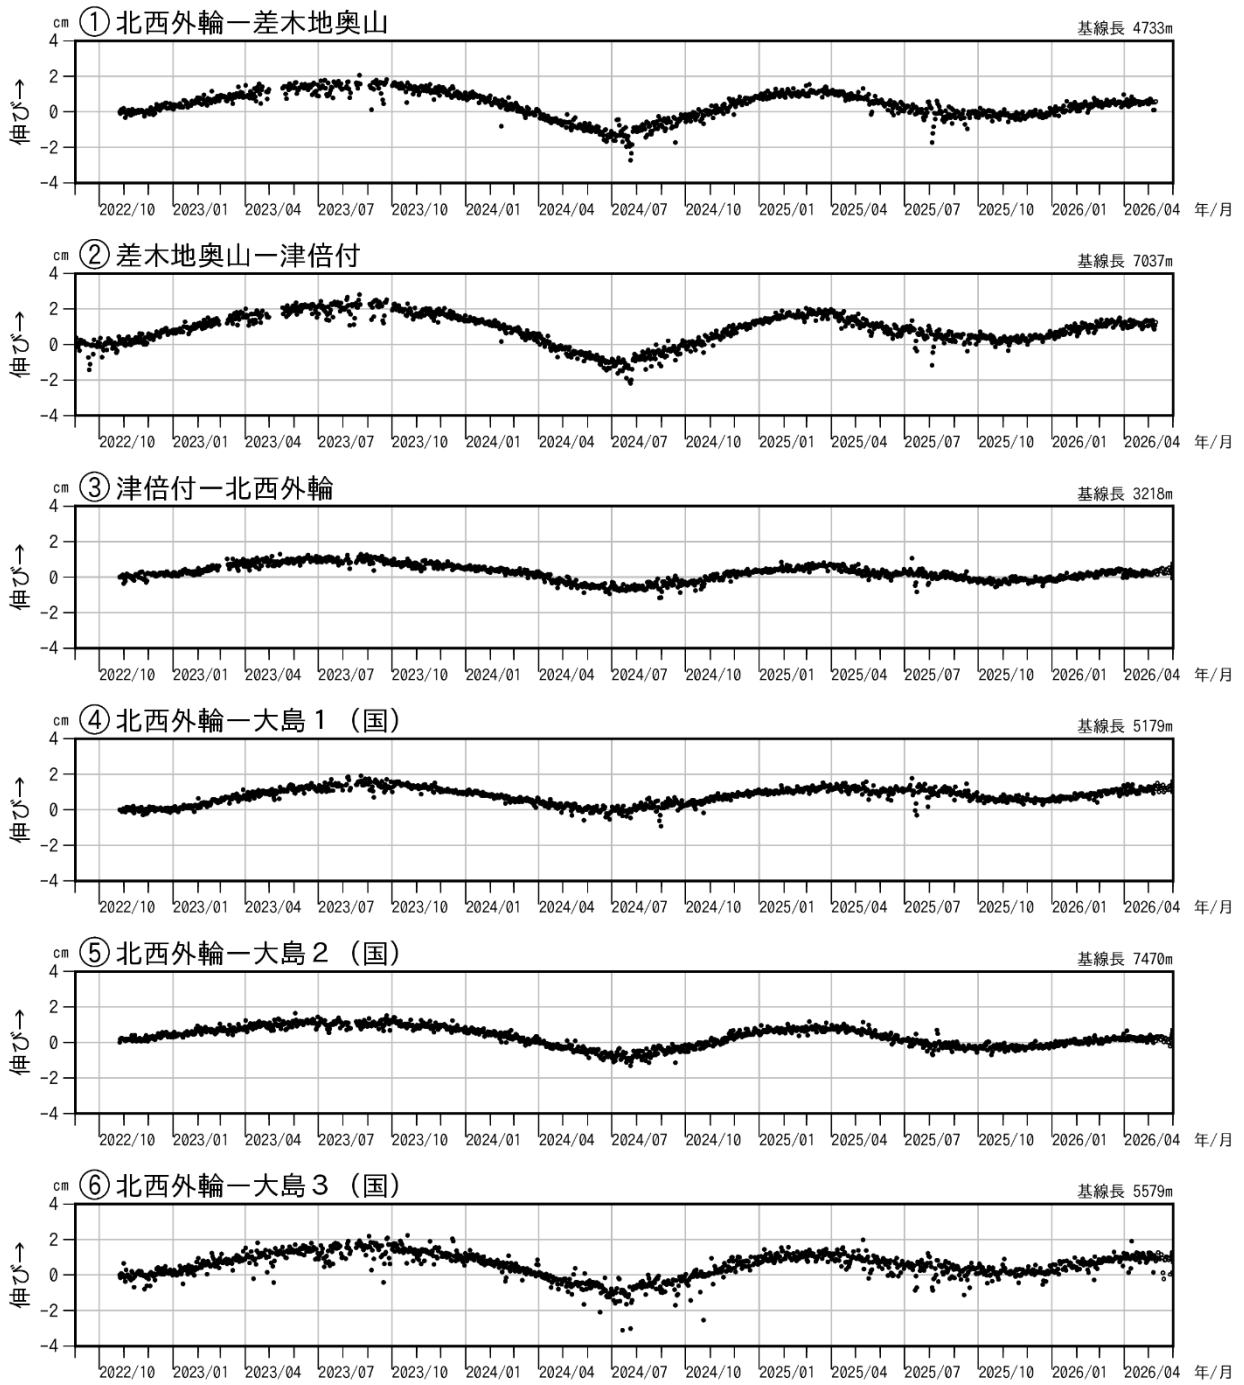 cm ①北西外輪ー差木地奥山 基線長 4733m
4
2
0
-2
-4
伸び→
2022/10 2023/01 2023/04 2023/07 2023/10 2024/01 2024/04 2024/07 2024/10 2025/01 2025/04 2025/07 2025/10 2026/01 2026/04 年/月
cm ②差木地奥山ー津倍付 基線長 7037m
4
2
0
-2
-4
伸び→
2022/10 2023/01 2023/04 2023/07 2023/10 2024/01 2024/04 2024/07 2024/10 2025/01 2025/04 2025/07 2025/10 2026/01 2026/04 年/月
cm ③津倍付ー北西外輪 基線長 3218m
4
2
0
-2
-4
伸び→
2022/10 2023/01 2023/04 2023/07 2023/10 2024/01 2024/04 2024/07 2024/10 2025/01 2025/04 2025/07 2025/10 2026/01 2026/04 年/月
cm ④北西外輪ー大島1（国） 基線長 5179m
4
2
0
-2
-4
伸び→
2022/10 2023/01 2023/04 2023/07 2023/10 2024/01 2024/04 2024/07 2024/10 2025/01 2025/04 2025/07 2025/10 2026/01 2026/04 年/月
cm ⑤北西外輪ー大島2（国） 基線長 7470m
4
2
0
-2
-4
伸び→
2022/10 2023/01 2023/04 2023/07 2023/10 2024/01 2024/04 2024/07 2024/10 2025/01 2025/04 2025/07 2025/10 2026/01 2026/04 年/月
cm ⑥北西外輪ー大島3（国） 基線長 5579m
4
2
0
-2
-4
伸び→
2022/10 2023/01 2023/04 2023/07 2023/10 2024/01 2024/04 2024/07 2024/10 2025/01 2025/04 2025/07 2025/10 2026/01 2026/04 年/月